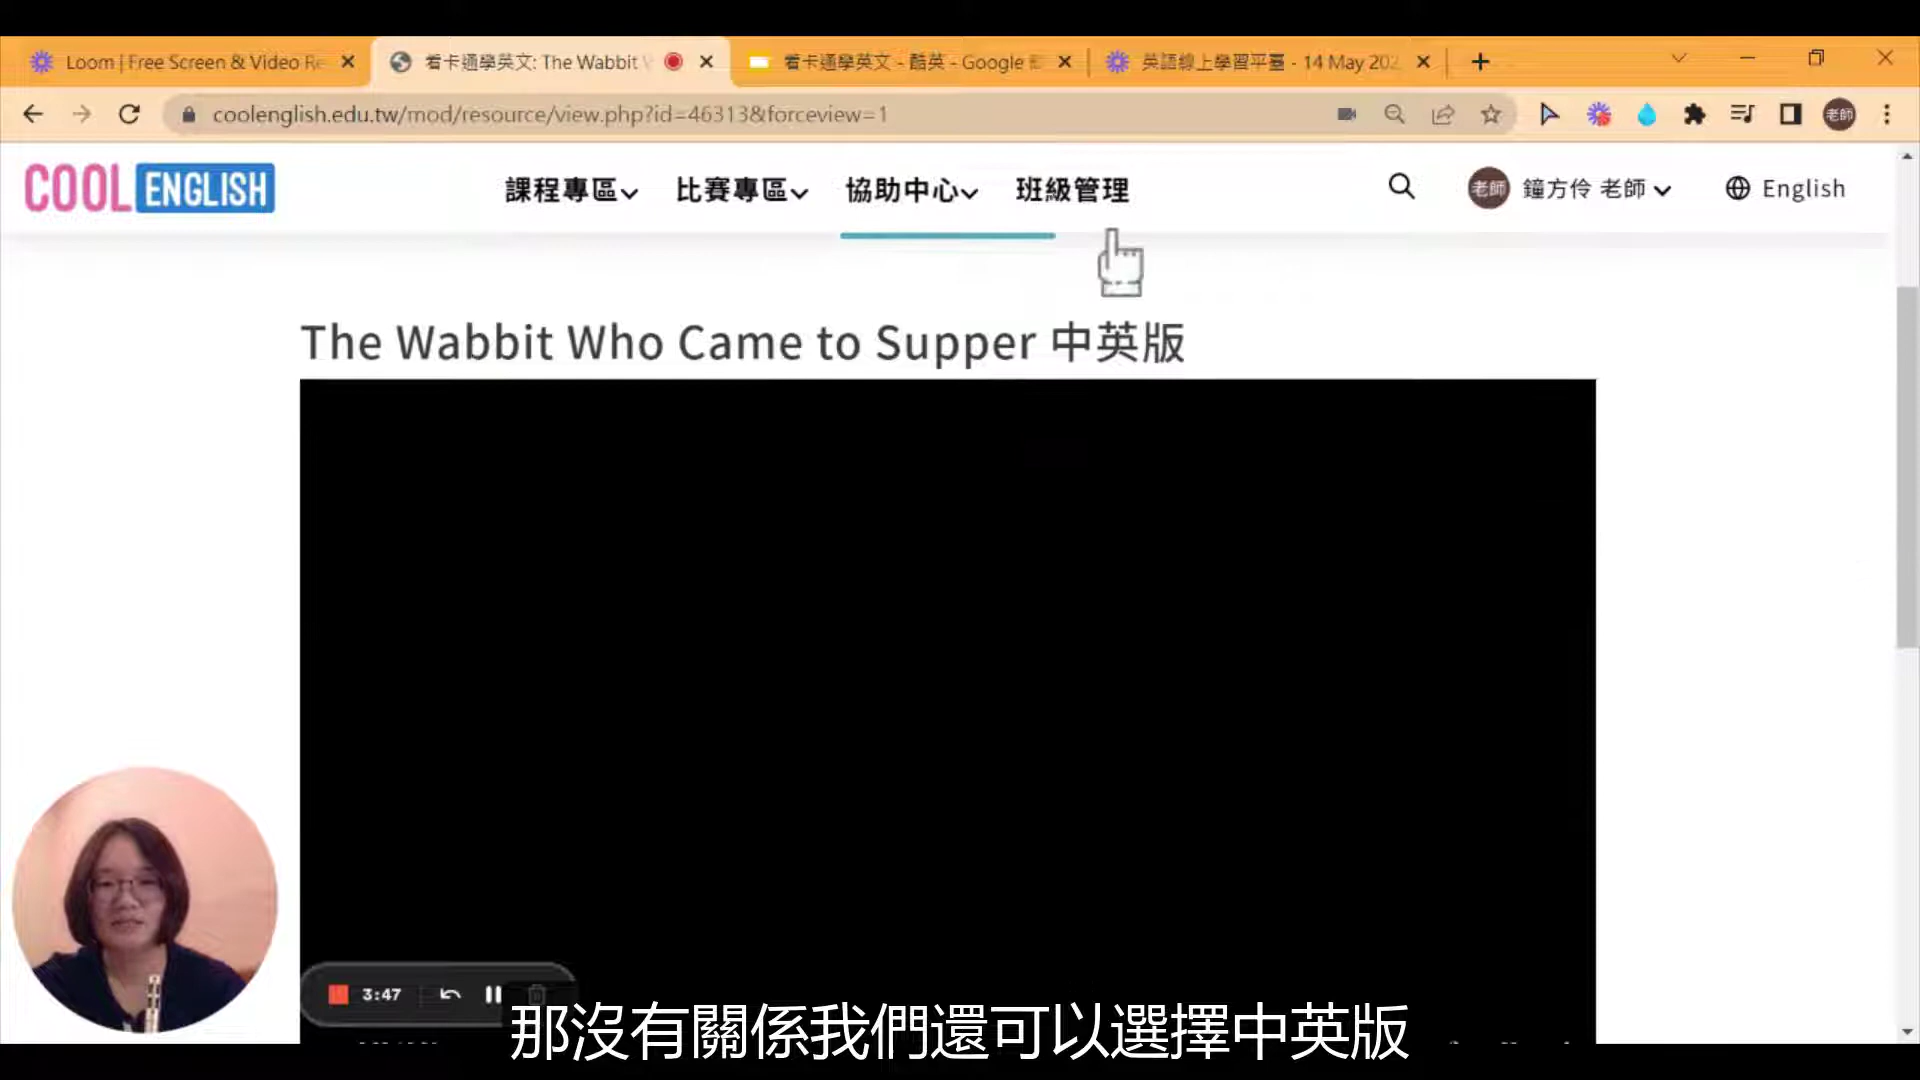 Loom | Free Screen & Video Re
看卡通學英文: The Wabbit
看卡通學英文 - 酷英 - Google
英語線上學習平臺 - 14 May 202
coolenglish.edu.tw/mod/resource/view.php?id=46313&forceview=1
老師
COOL ENGLISH
課程專區
比賽專區
協助中心
班級管理
老師
鐘方伶 老師
English
The Wabbit Who Came to Supper 中英版
3:47
那沒有關係我們還可以選擇中英版